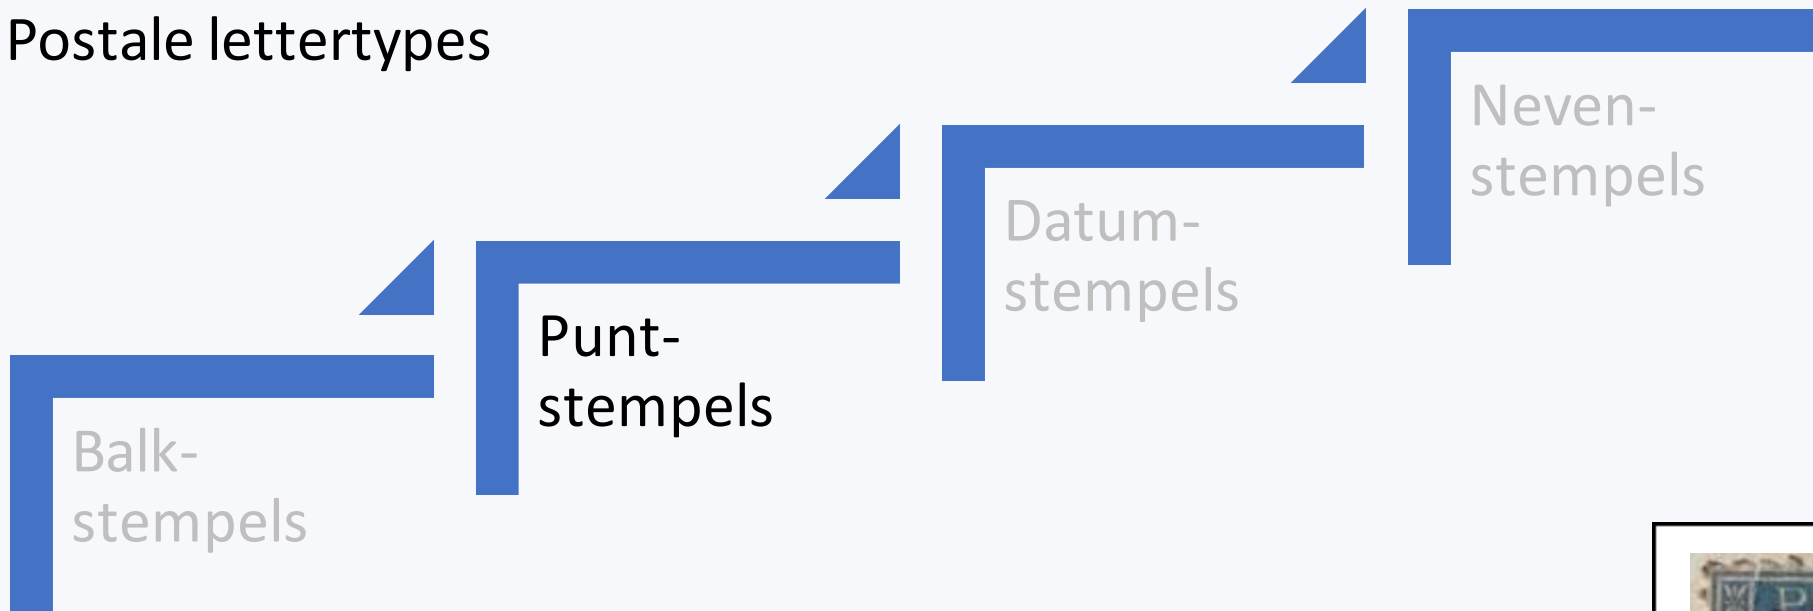 Postale lettertypes
Balk-
stempels
Punt-
stempels
Datum-
stempels
Neven-
stempels